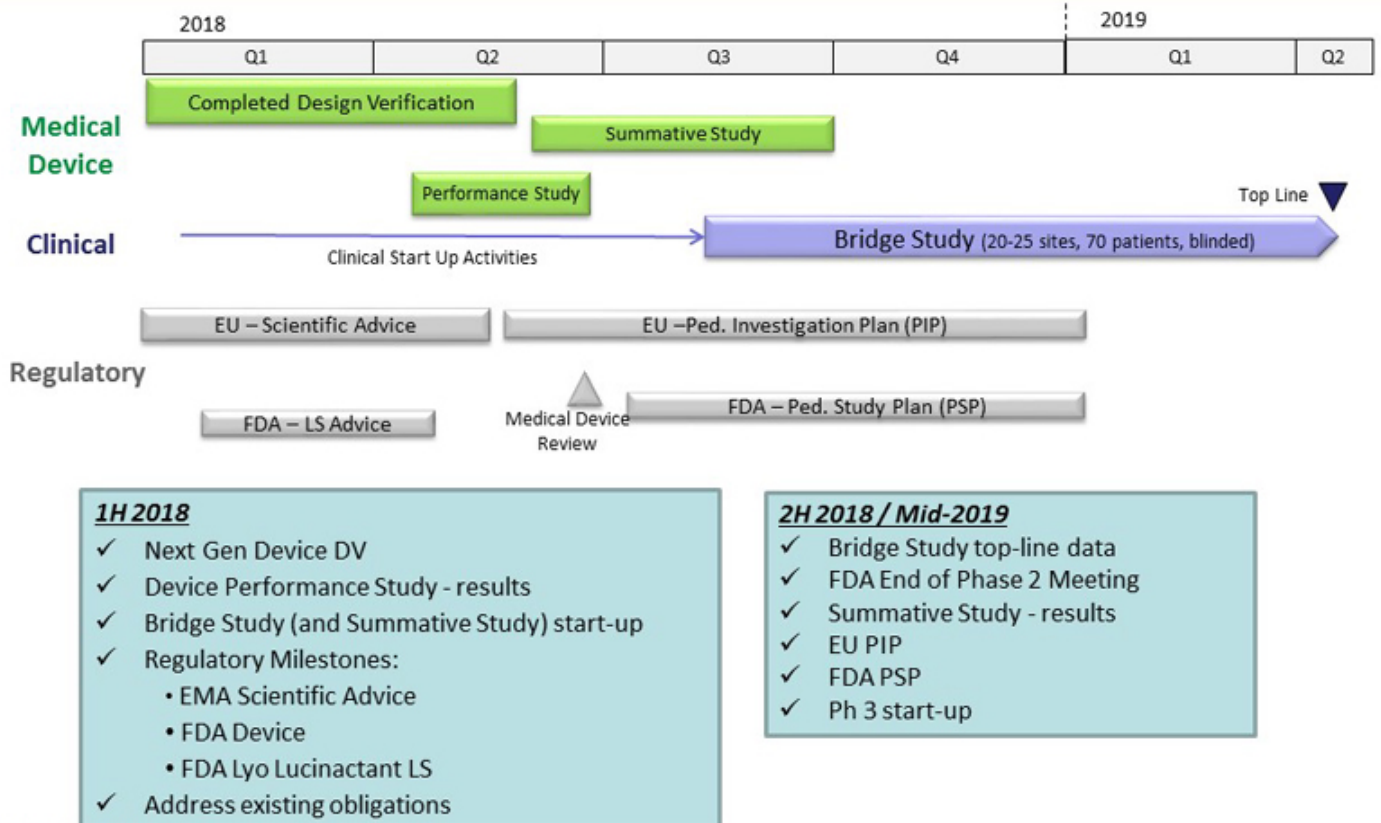 2018
2019
Q1
Q2
Q3
Q4
Q1
Q2
Completed Design Verification
Medical
Device
Summative Study
Performance Study
Top Line
Clinical
Bridge Study (20-25 sites, 70 patients, blinded)
Clinical Start Up Activities
EU – Scientific Advice
EU –Ped. Investigation Plan (PIP)
Regulatory
FDA – LS Advice
Medical Device
Review
FDA – Ped. Study Plan (PSP)
1H 2018
✓ Next Gen Device DV
✓ Device Performance Study - results
✓ Bridge Study (and Summative Study) start-up
✓ Regulatory Milestones:
• EMA Scientific Advice
• FDA Device
• FDA Lyo Lucinactant LS
✓ Address existing obligations
2H 2018 / Mid-2019
✓ Bridge Study top-line data
✓ FDA End of Phase 2 Meeting
✓ Summative Study - results
✓ EU PIP
✓ FDA PSP
✓ Ph 3 start-up